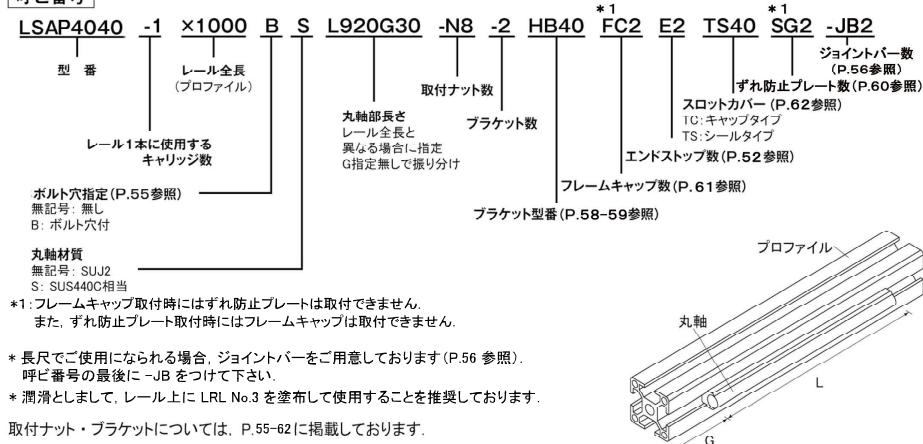 呼び番号
LSAP4040 -1 ×1000 B S L920G30 -N8 -2 HB40 *1 FC2 E2 TS40 *1 SG2 -JB2
型 番
レール全長
(プロファイル)
レール1本に使用する
キャリッジ数
ボルト穴指定(P.55参照)
無記号: 無し
B: ボルト穴付
丸軸材質
無記号: SUJ2
S: SUS440C相当
丸軸部長さ
レール全長と
異なる場合に指定
G指定無しで振り分け
取付ナット数
ブラケット数
ブラケット型番(P.58-59参照)
フレームキャップ数(P.61参照)
エンドストップ数(P.52参照)
スロットカバー(P.62参照)
TC:キャップタイプ
TS:シールタイプ
ずれ防止プレート数(P.60参照)
ジョイントバー数
(P.56参照)
*1:フレームキャップ取付時にはずれ防止プレートは取付できません.
また, ずれ防止プレート取付時にはフレームキャップは取付できません.
* 長尺でご使用になられる場合, ジョイントバーをご用意しております(P.56 参照).
呼ビ番号の最後に -JB をつけて下さい.
* 潤滑としまして, レール上に LRL No.3 を塗布して使用することを推奨しております.
取付ナット・ブラケットについては, P.55-62に掲載しております.
プロファイル
丸軸
L
G